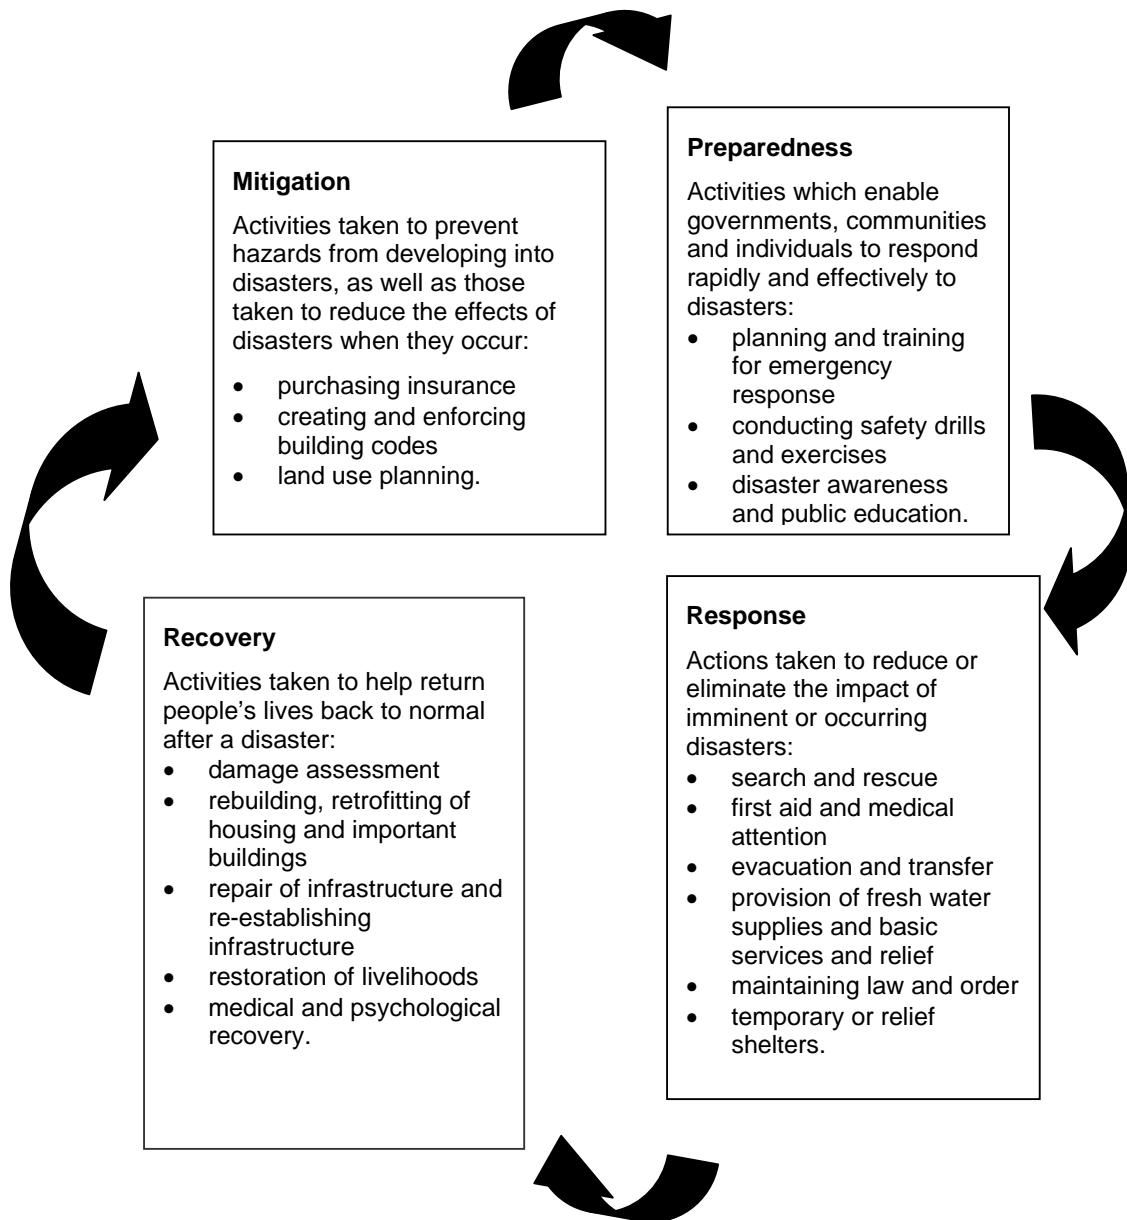 Mitigation
Activities taken to prevent
hazards from developing into
disasters, as well as those
taken to reduce the effects of
disasters when they occur:
• purchasing insurance
• creating and enforcing
building codes
• land use planning.
Preparedness
Activities which enable
governments, communities
and individuals to respond
rapidly and effectively to
disasters:
• planning and training
for emergency
response
• conducting safety drills
and exercises
• disaster awareness
and public education.
Response
Actions taken to reduce or
eliminate the impact of
imminent or occurring
disasters:
• search and rescue
• first aid and medical
attention
• evacuation and transfer
• provision of fresh water
supplies and basic
services and relief
• maintaining law and order
• temporary or relief
shelters.
Recovery
Activities taken to help return
people’s lives back to normal
after a disaster:
• damage assessment
• rebuilding, retrofitting of
housing and important
buildings
• repair of infrastructure and
re-establishing
infrastructure
• restoration of livelihoods
• medical and psychological
recovery.